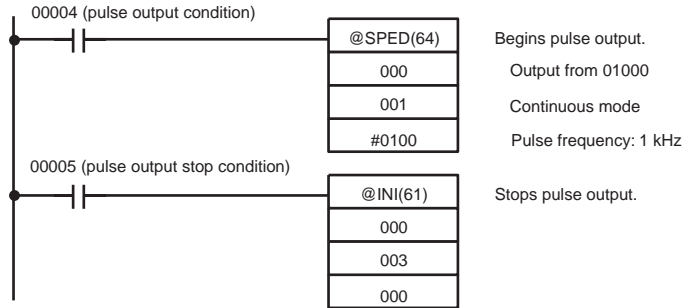 00004 (pulse output condition)
@SPED(64) Begins pulse output.
000 Output from 01000
001 Continuous mode
#0100 Pulse frequency: 1 kHz
00005 (pulse output stop condition)
@INI(61) Stops pulse output.
000
003
000